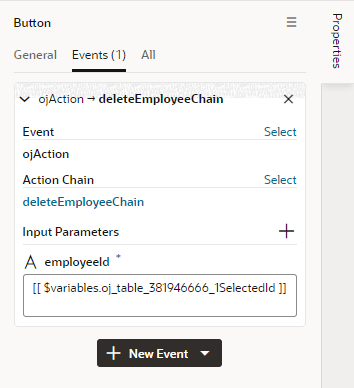 Button
Properties
General Events (1) All
ojAction → deleteEmployeeChain
Event Select
ojAction
Action Chain Select
deleteEmployeeChain
Input Parameters
employeeId *
[[ $variables.oj_table_381946666_1SelectedId ]]
New Event